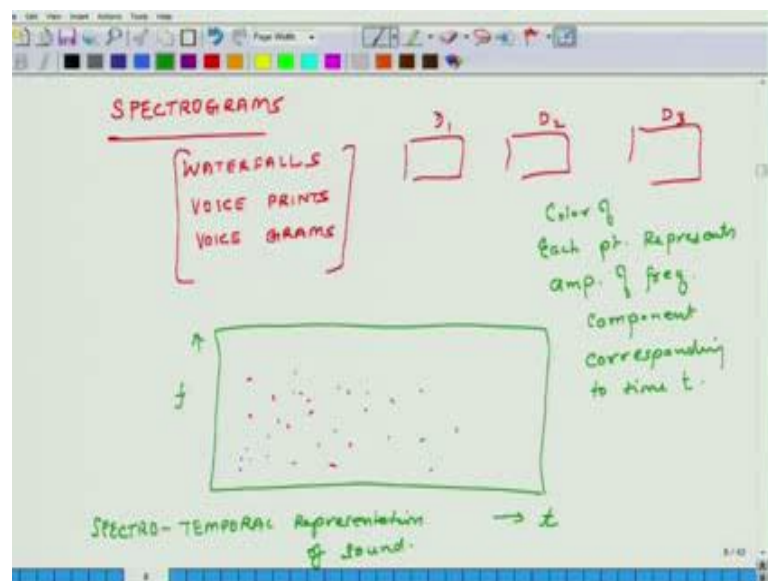 SPECTROGRAMS
WATERFALLS
VOICE PRINTS
VOICE GRAMS
D1
D2
D3
Color of
Each pt. Represents
amp. of freq.
Component
corresponding
to time t.
f
t
SPECTRO-TEMPORAL Representation
of sound.